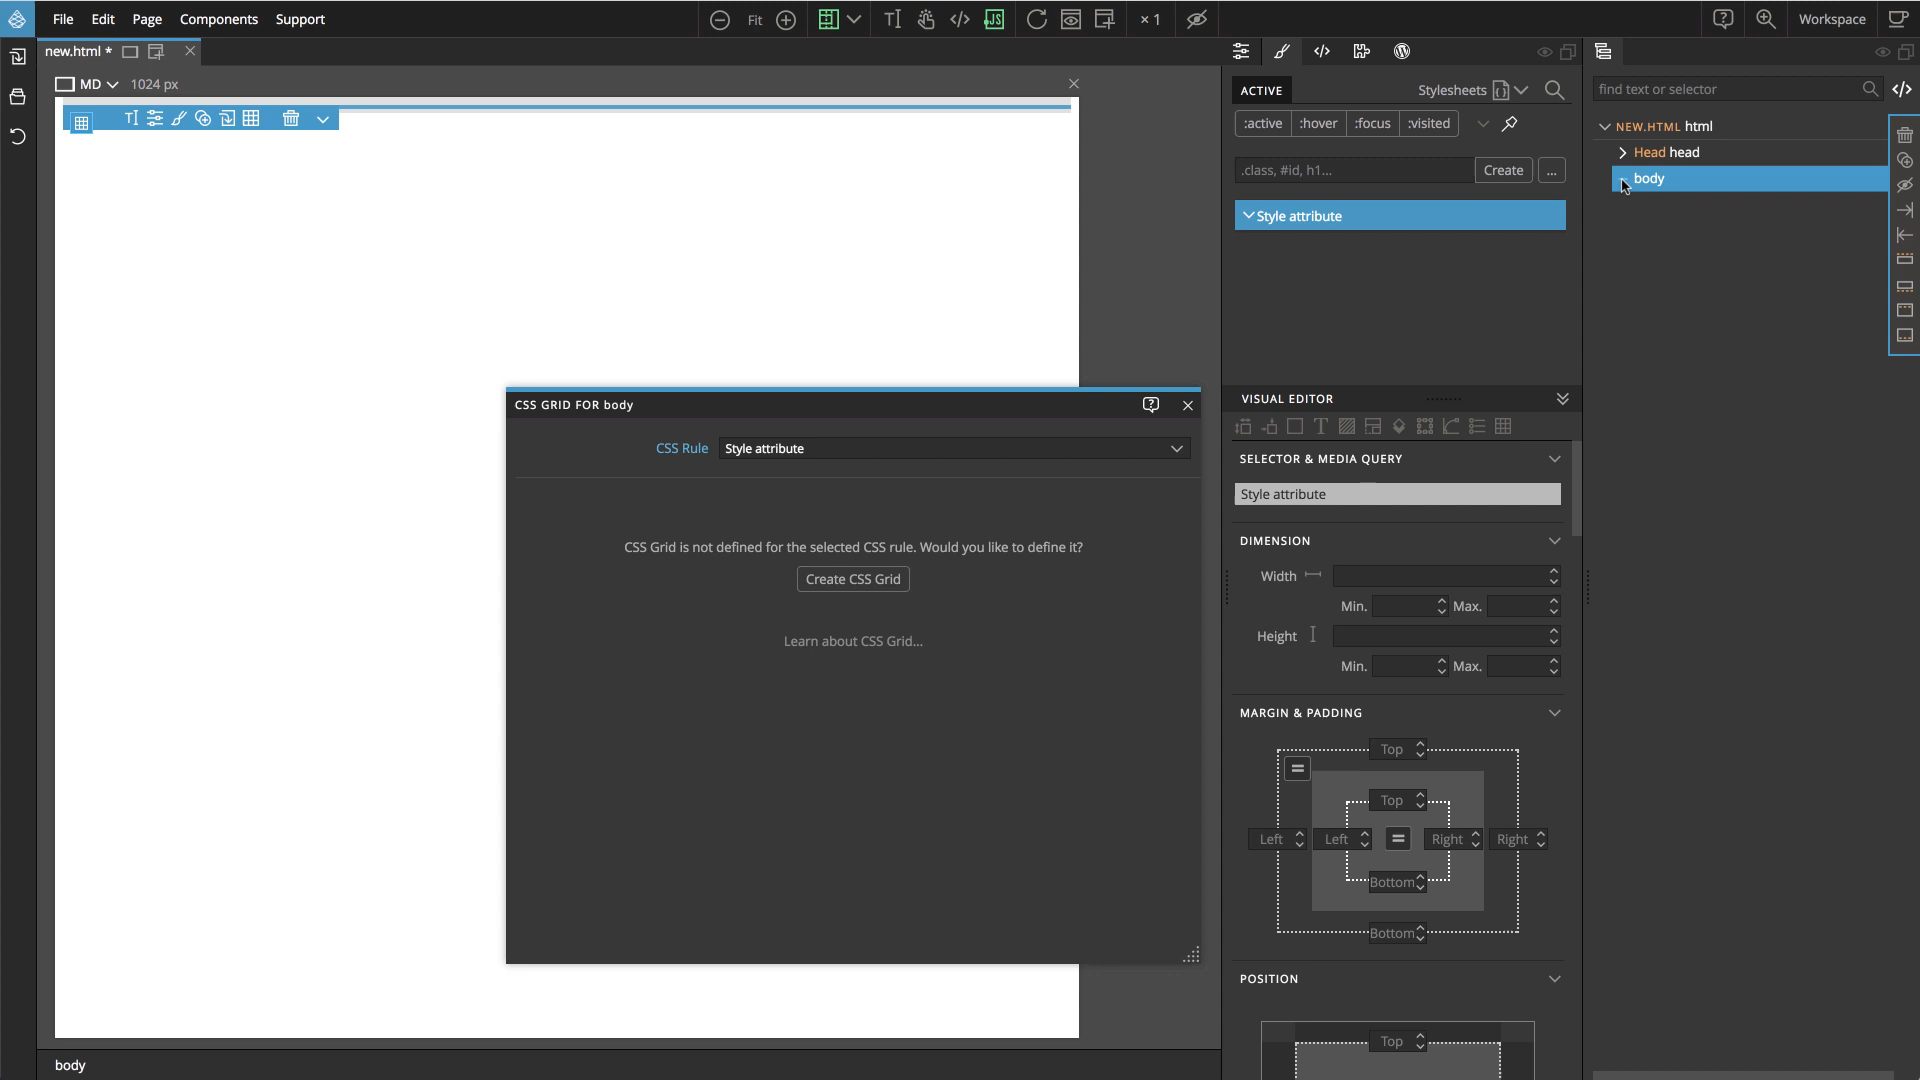 File Edit Page Components Support Fit × 1 Workspace
new.html *
MD 1024 px
ACTIVE Stylesheets
:active :hover :focus :visited
.class, #id, h1... Create ...
Style attribute
find text or selector
NEW.HTML html
Head head
body
CSS GRID FOR body
CSS Rule Style attribute
CSS Grid is not defined for the selected CSS rule. Would you like to define it?
Create CSS Grid
Learn about CSS Grid...
VISUAL EDITOR
SELECTOR & MEDIA QUERY
Style attribute
DIMENSION
Width
Min. Max.
Height
Min. Max.
MARGIN & PADDING
Top
Top
Left Left Right Right
Bottom
Bottom
POSITION
Top
body